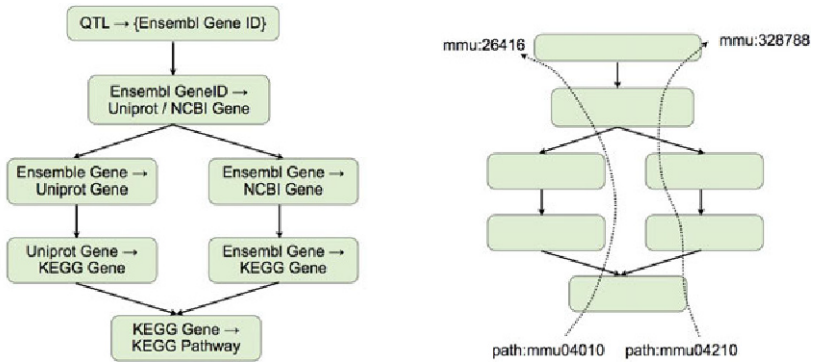 QTL → {Ensembl Gene ID}
Ensembl GeneID →
Uniprot / NCBI Gene
Ensemble Gene →
Uniprot Gene
Ensembl Gene →
NCBI Gene
Uniprot Gene →
KEGG Gene
Ensembl Gene →
KEGG Gene
KEGG Gene →
KEGG Pathway
mmu:26416
mmu:328788
path:mmu04010
path:mmu04210